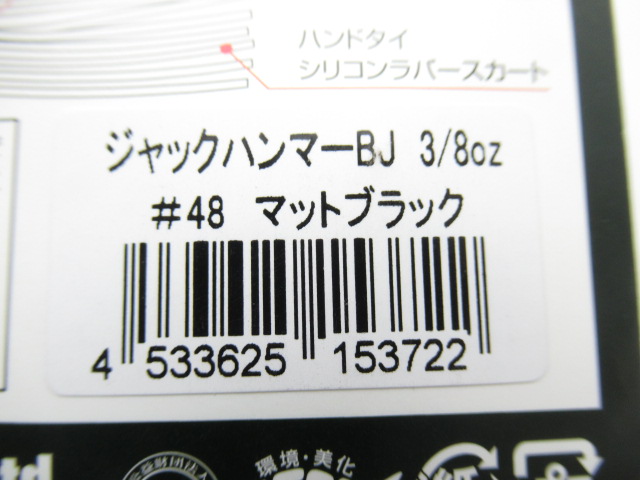 ハンドタイ
シリコンラバースカート
ジャックハンマーBJ 3/8oz
#48 マットブラック
4 533625 153722
td
環境・美化